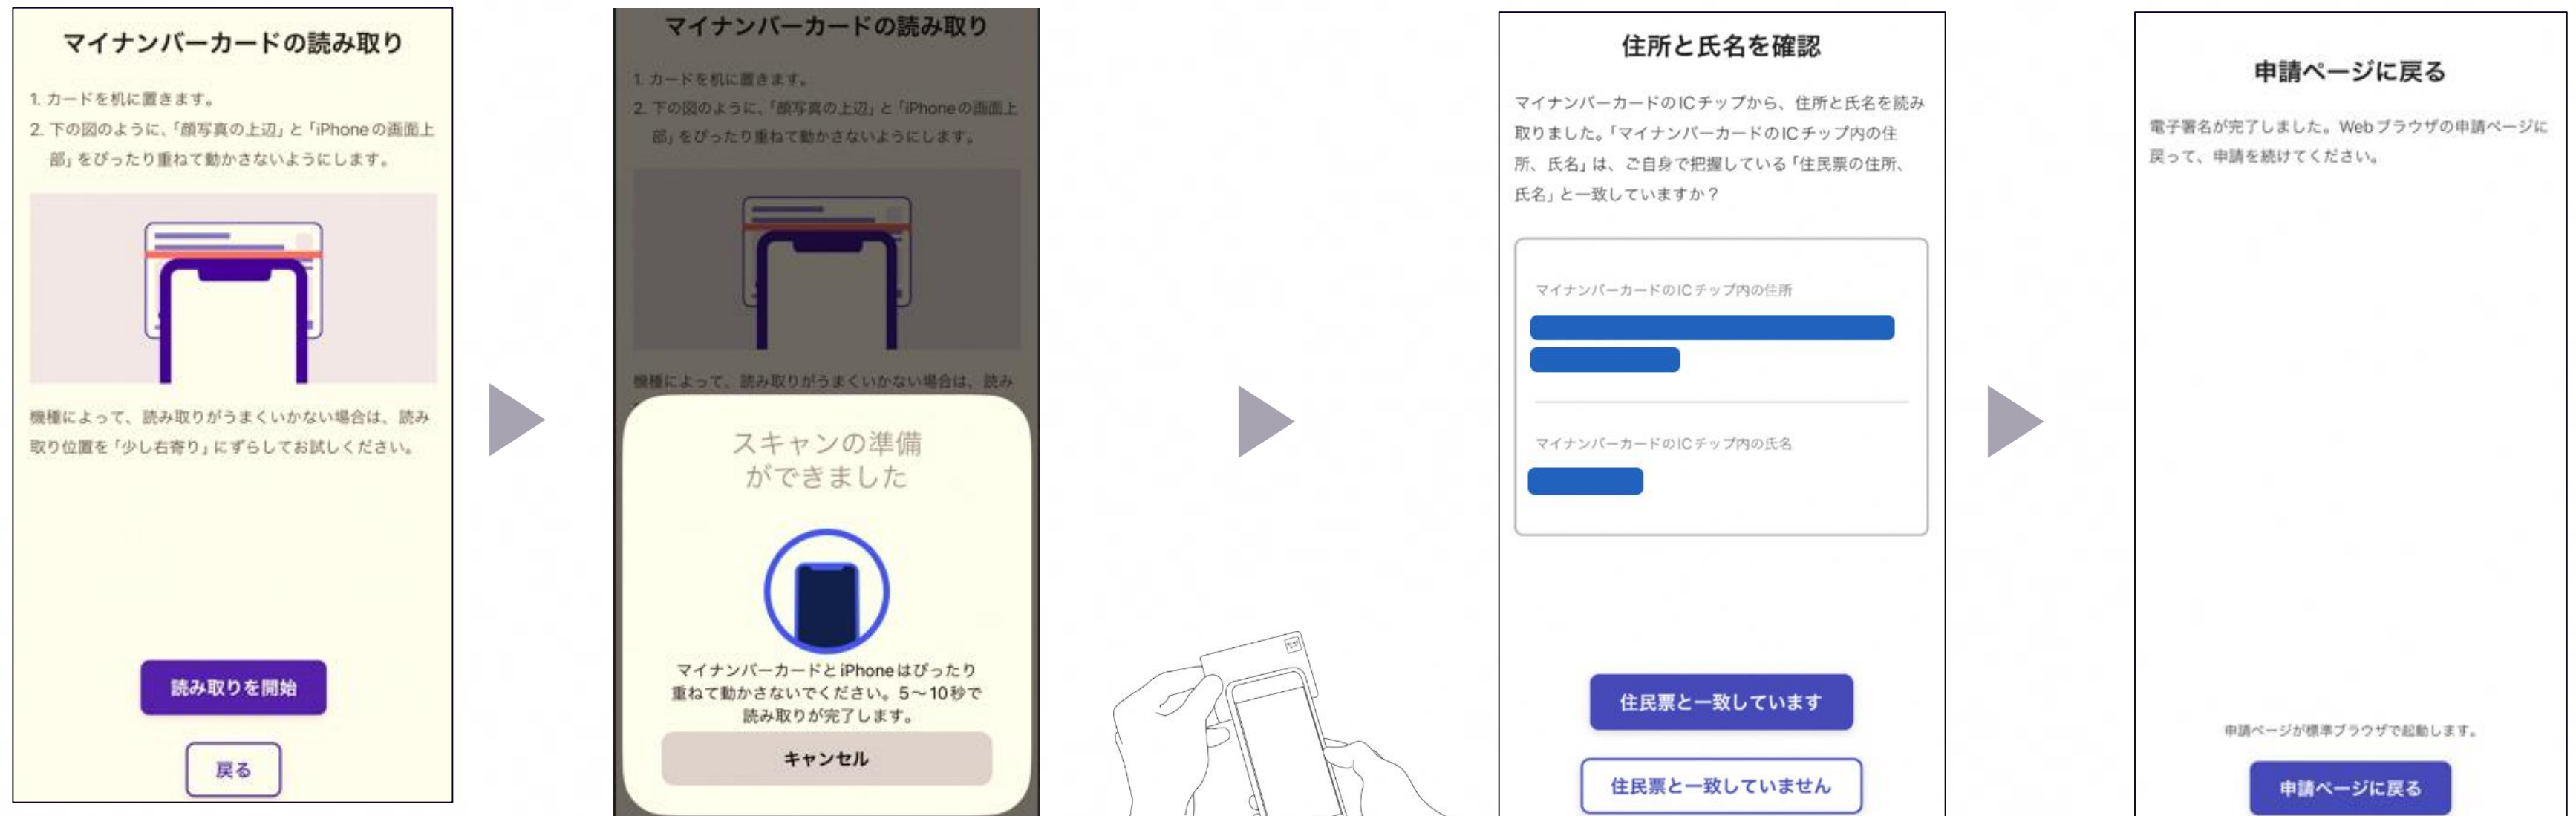 マイナンバーカードの読み取り
1. カードを机に置きます。
2. 下の図のように、「顔写真の上辺」と「iPhoneの画面上
部」をぴったり重ねて動かさないようにします。
機種によって、読み取りがうまくいかない場合は、読み
取り位置を「少し右寄り」にずらしてお試しください。
読み取りを開始
戻る
マイナンバーカードの読み取り
1. カードを机に置きます。
2. 下の図のように、「顔写真の上辺」と「iPhoneの画面上
部」をぴったり重ねて動かさないようにします。
機種によって、読み取りがうまくいかない場合は、読み
スキャンの準備
ができました
マイナンバーカードとiPhoneはぴったり
重ねて動かさないでください。5〜10秒で
読み取りが完了します。
キャンセル
住所と氏名を確認
マイナンバーカードのICチップから、住所と氏名を読み
取りました。「マイナンバーカードのICチップ内の住
所、氏名」は、ご自身で把握している「住民票の住所、
氏名」と一致していますか？
マイナンバーカードのICチップ内の住所
マイナンバーカードのICチップ内の氏名
住民票と一致しています
住民票と一致していません
申請ページに戻る
電子署名が完了しました。Webブラウザの申請ページに
戻って、申請を続けてください。
申請ページが標準ブラウザで起動します。
申請ページに戻る